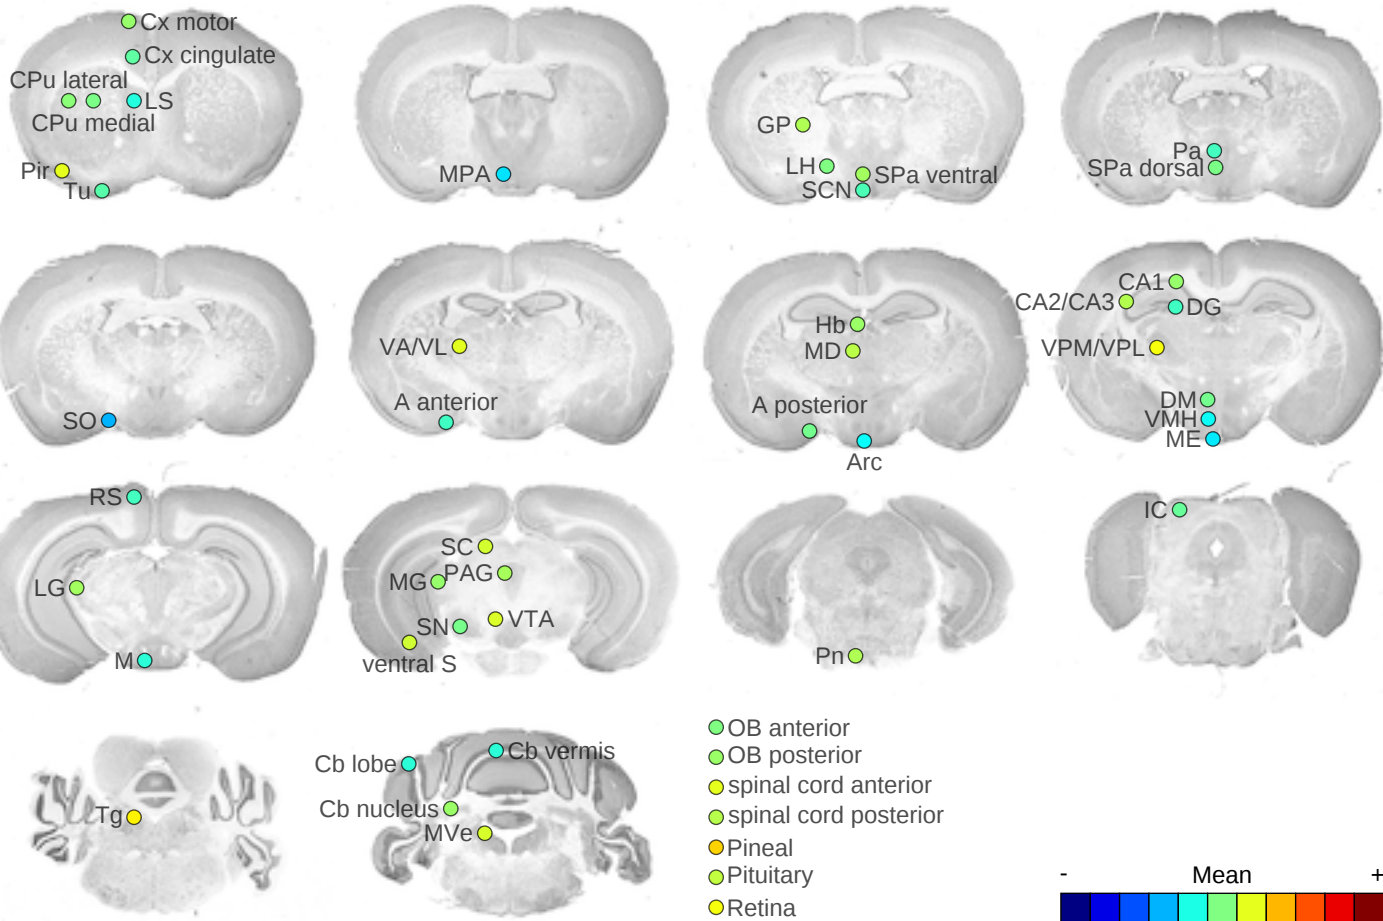 Cx motor
Cx cingulate
CPu lateral
LS
CPu medial
Pir
Tu
MPA
GP
LH
SPa ventral
SCN
Pa
SPa dorsal
SO
VA/VL
A anterior
Hb
MD
A posterior
Arc
CA1
CA2/CA3
DG
VPM/VPL
DM
VMH
ME
RS
LG
M
SC
MG
PAG
SN
VTA
ventral S
Pn
IC
Tg
Cb lobe
Cb vermis
Cb nucleus
MVe
OB anterior
OB posterior
spinal cord anterior
spinal cord posterior
Pineal
Pituitary
Retina
- Mean +